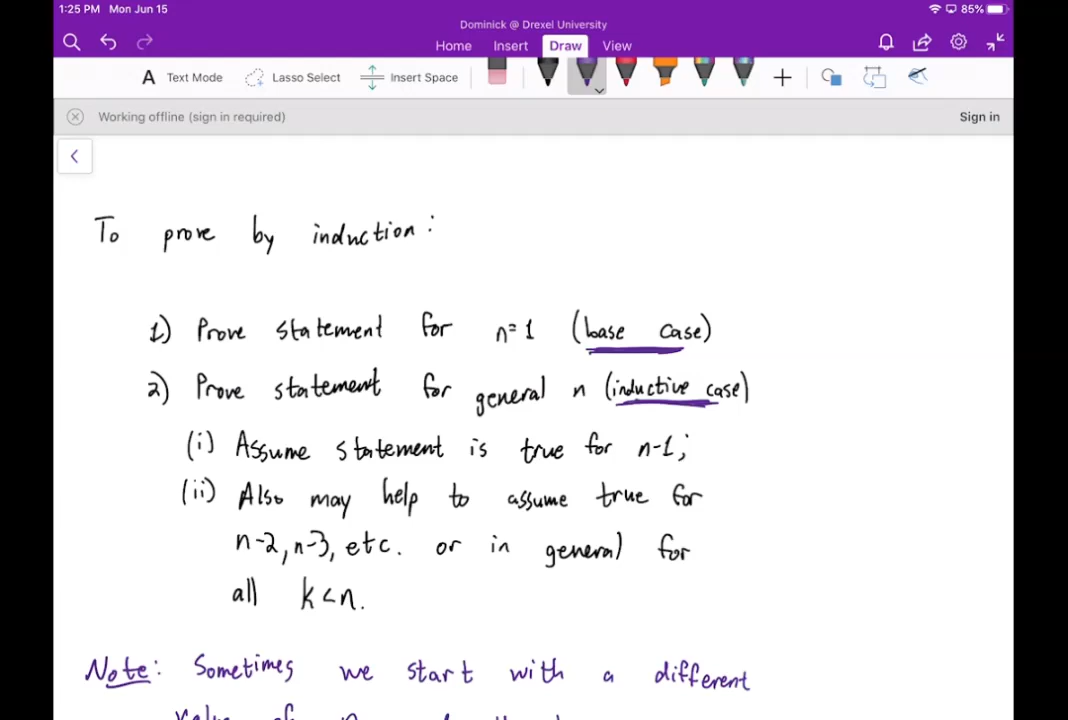 1:25 PM Mon Jun 15
85%
Dominick @ Drexel University
Home Insert Draw View
A Text Mode Lasso Select Insert Space
Working offline (sign in required) Sign in
To prove by induction:
1) Prove statement for n=1 (base case)
2) Prove statement for general n (inductive case)
(i) Assume statement is true for n-1;
(ii) Also may help to assume true for
n-2, n-3, etc. or in general for
all k<n.
Note: Sometimes we start with a different
value of n